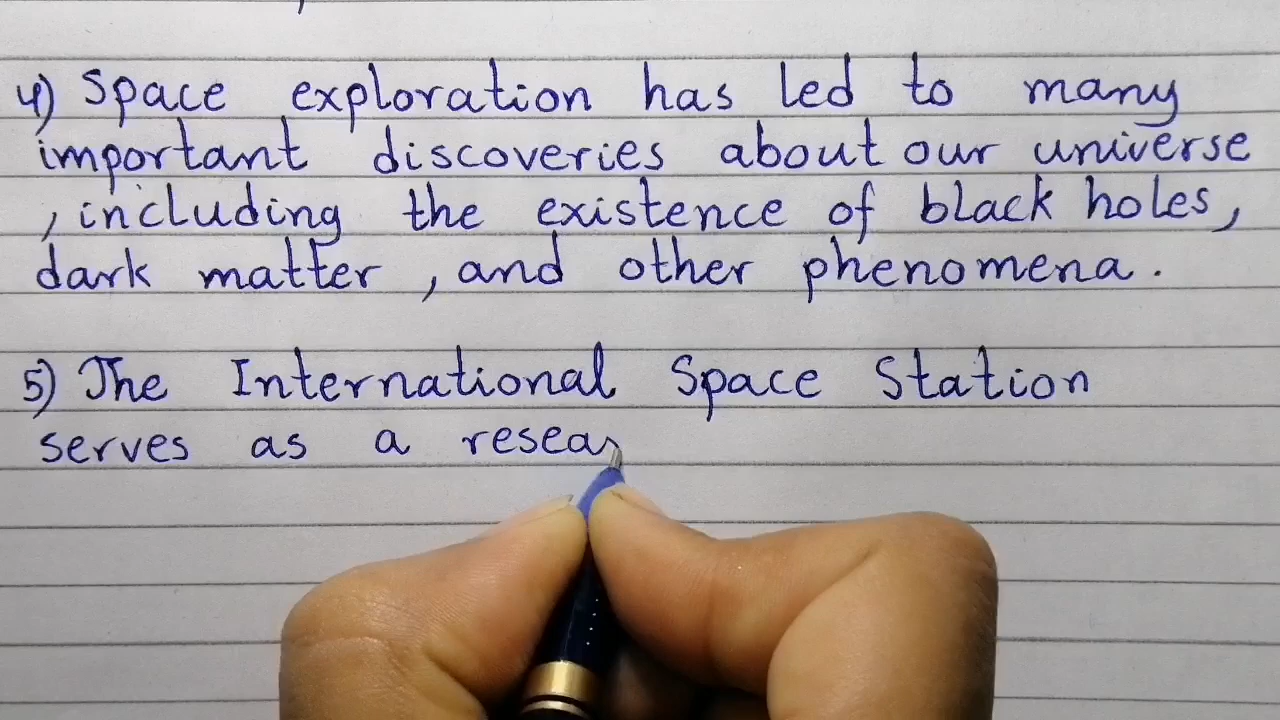 4) Space exploration has led to many
important discoveries about our universe
, including the existence of black holes,
dark matter , and other phenomena .
5) The International Space Station
serves as a resear